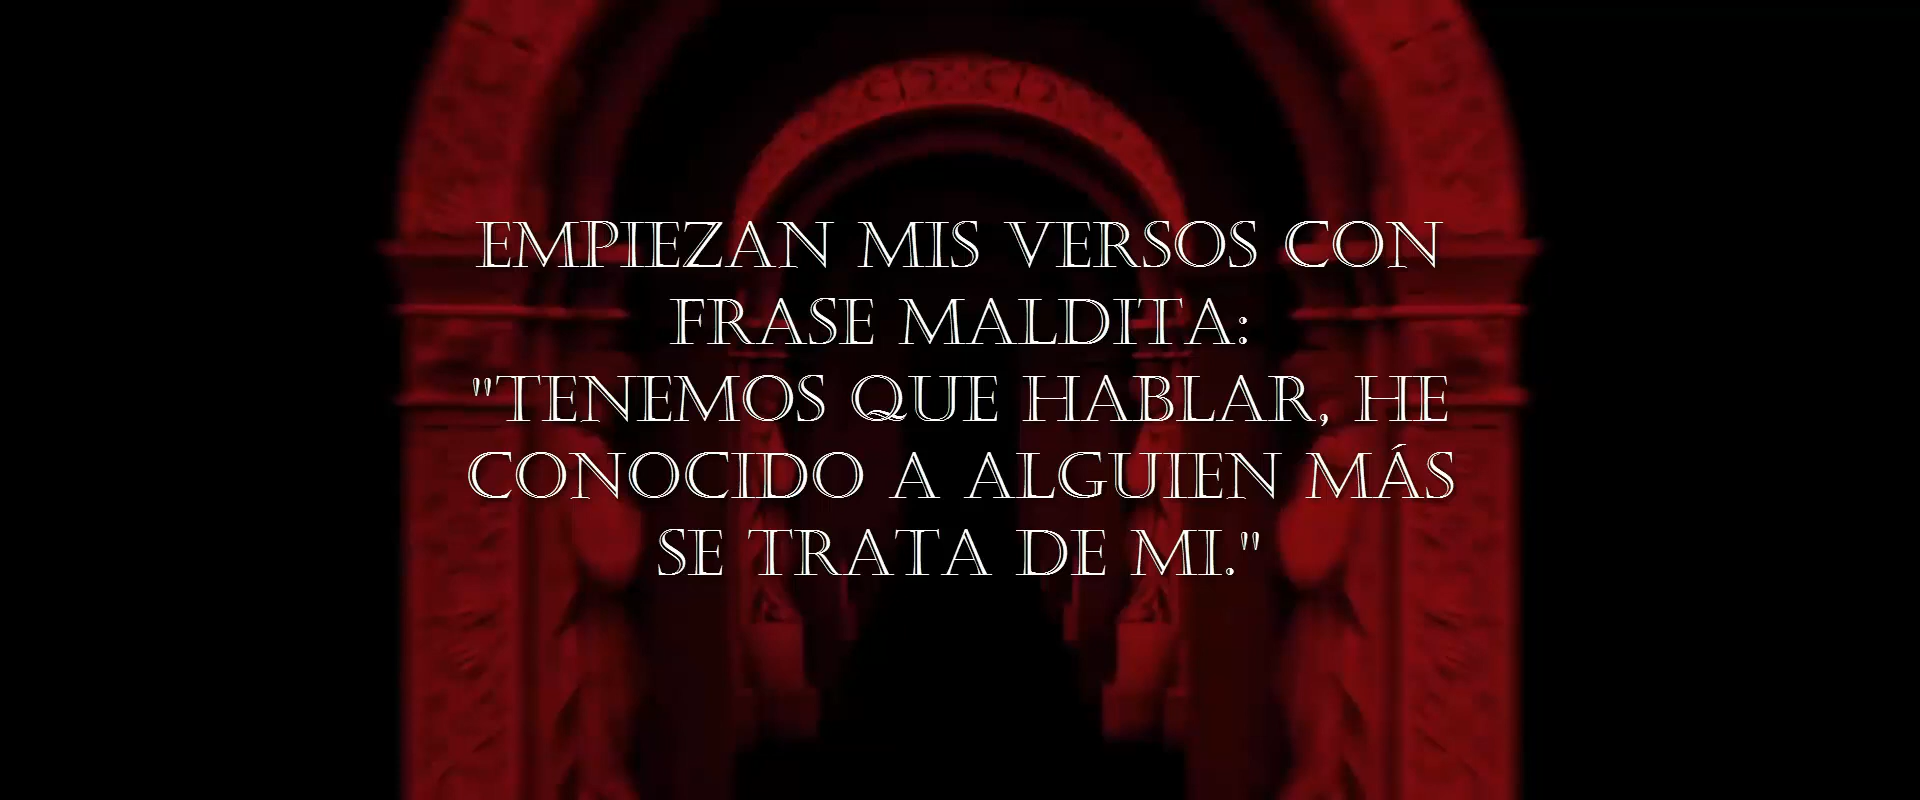 EMPIEZAN MIS VERSOS CON
FRASE MALDITA:
"TENEMOS QUE HABLAR, HE
CONOCIDO A ALGUIEN MÁS
SE TRATA DE MI."